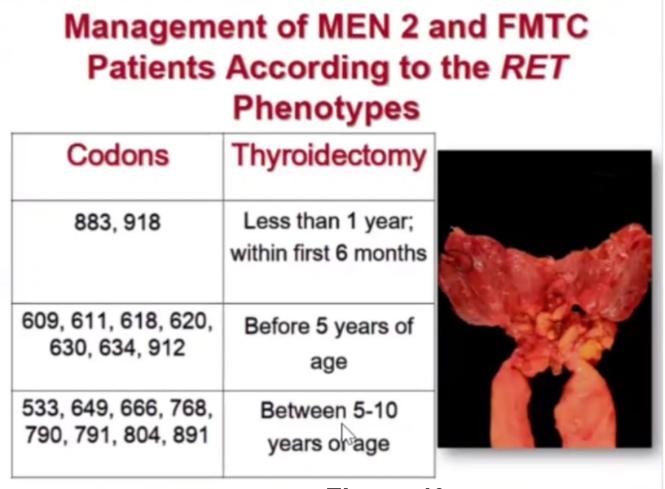 Management of MEN 2 and FMTC
Patients According to the RET
Phenotypes
Codons
Thyroidectomy
883, 918
Less than 1 year;
within first 6 months
609, 611, 618, 620,
630, 634, 912
Before 5 years of
age
533, 649, 666, 768,
790, 791, 804, 891
Between 5-10
years of age